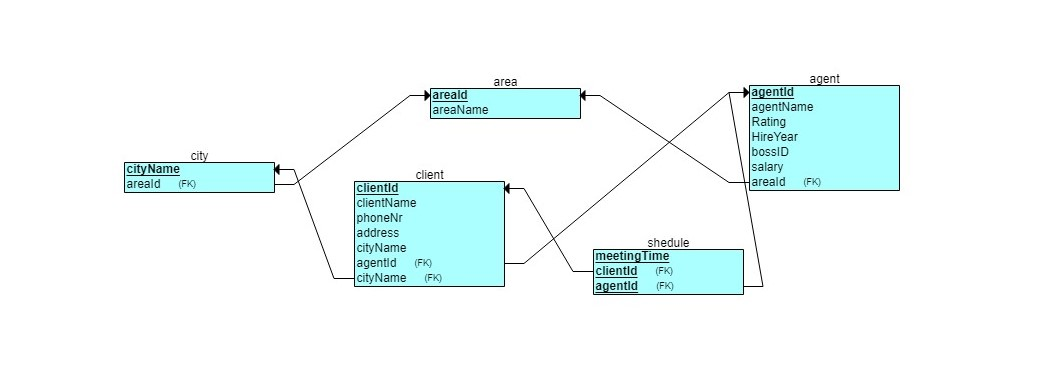 area
areaId
areaName
agent
agentId
agentName
Rating
HireYear
bossID
salary
areaId (FK)
city
cityName
areaId (FK)
client
clientId
clientName
phoneNr
address
cityName
agentId (FK)
cityName (FK)
shedule
meetingTime
clientId (FK)
agentId (FK)